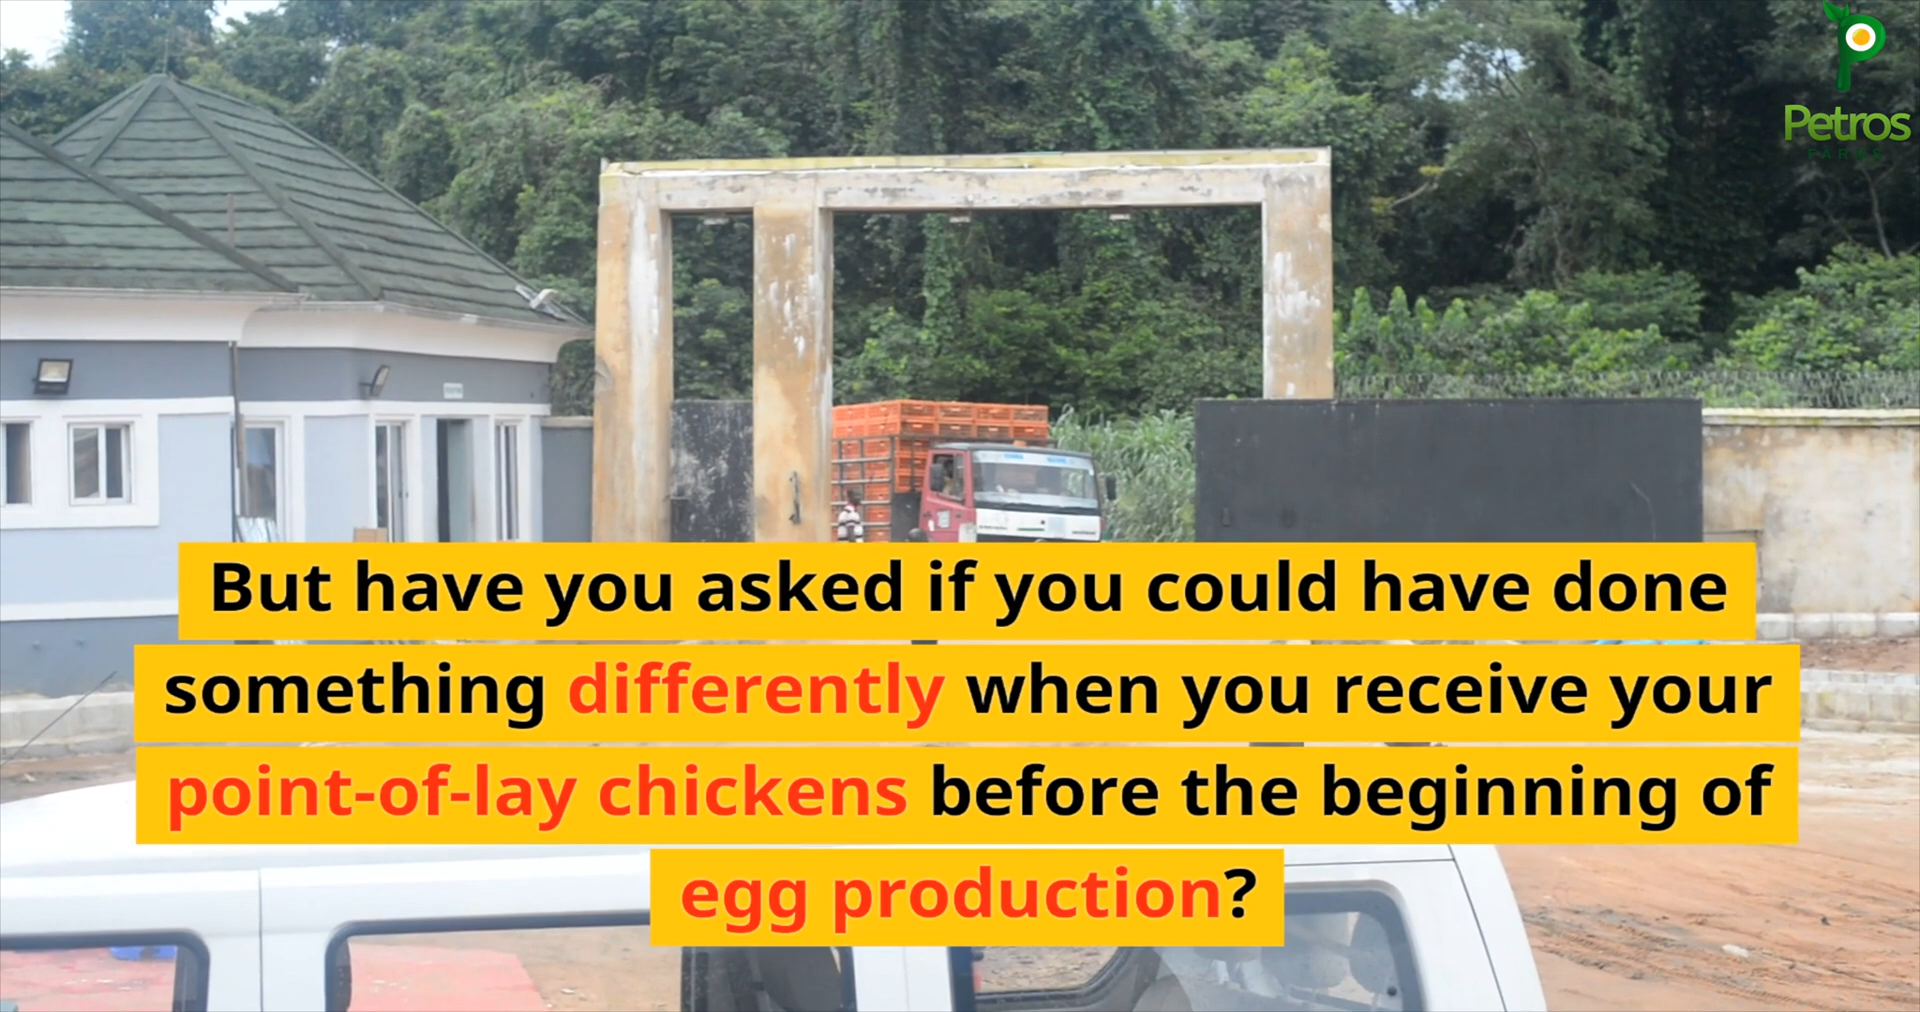 Petros
FARMS
But have you asked if you could have done
something differently when you receive your
point-of-lay chickens before the beginning of
egg production?